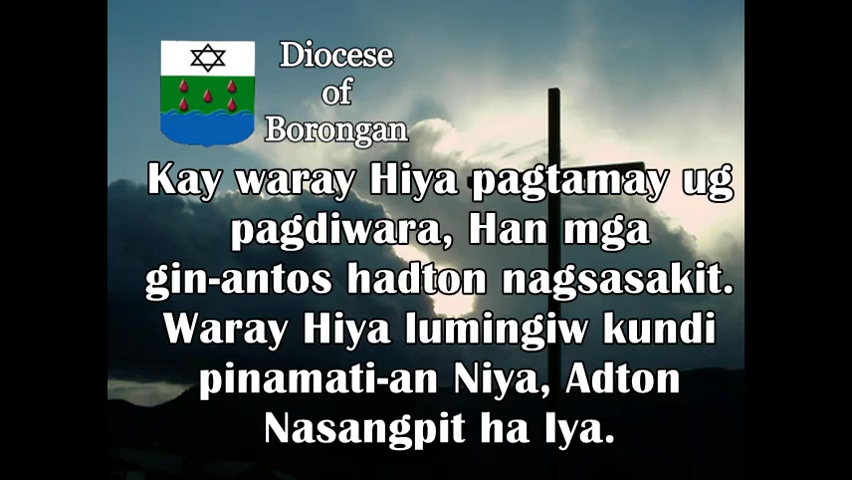 Diocese
of
Borongan
Kay waray Hiya pagtamay ug
pagdiwara, Han mga
gin-antos hadton nagsasakit.
Waray Hiya lumingiw kundi
pinamati-an Niya, Adton
Nasangpit ha Iya.